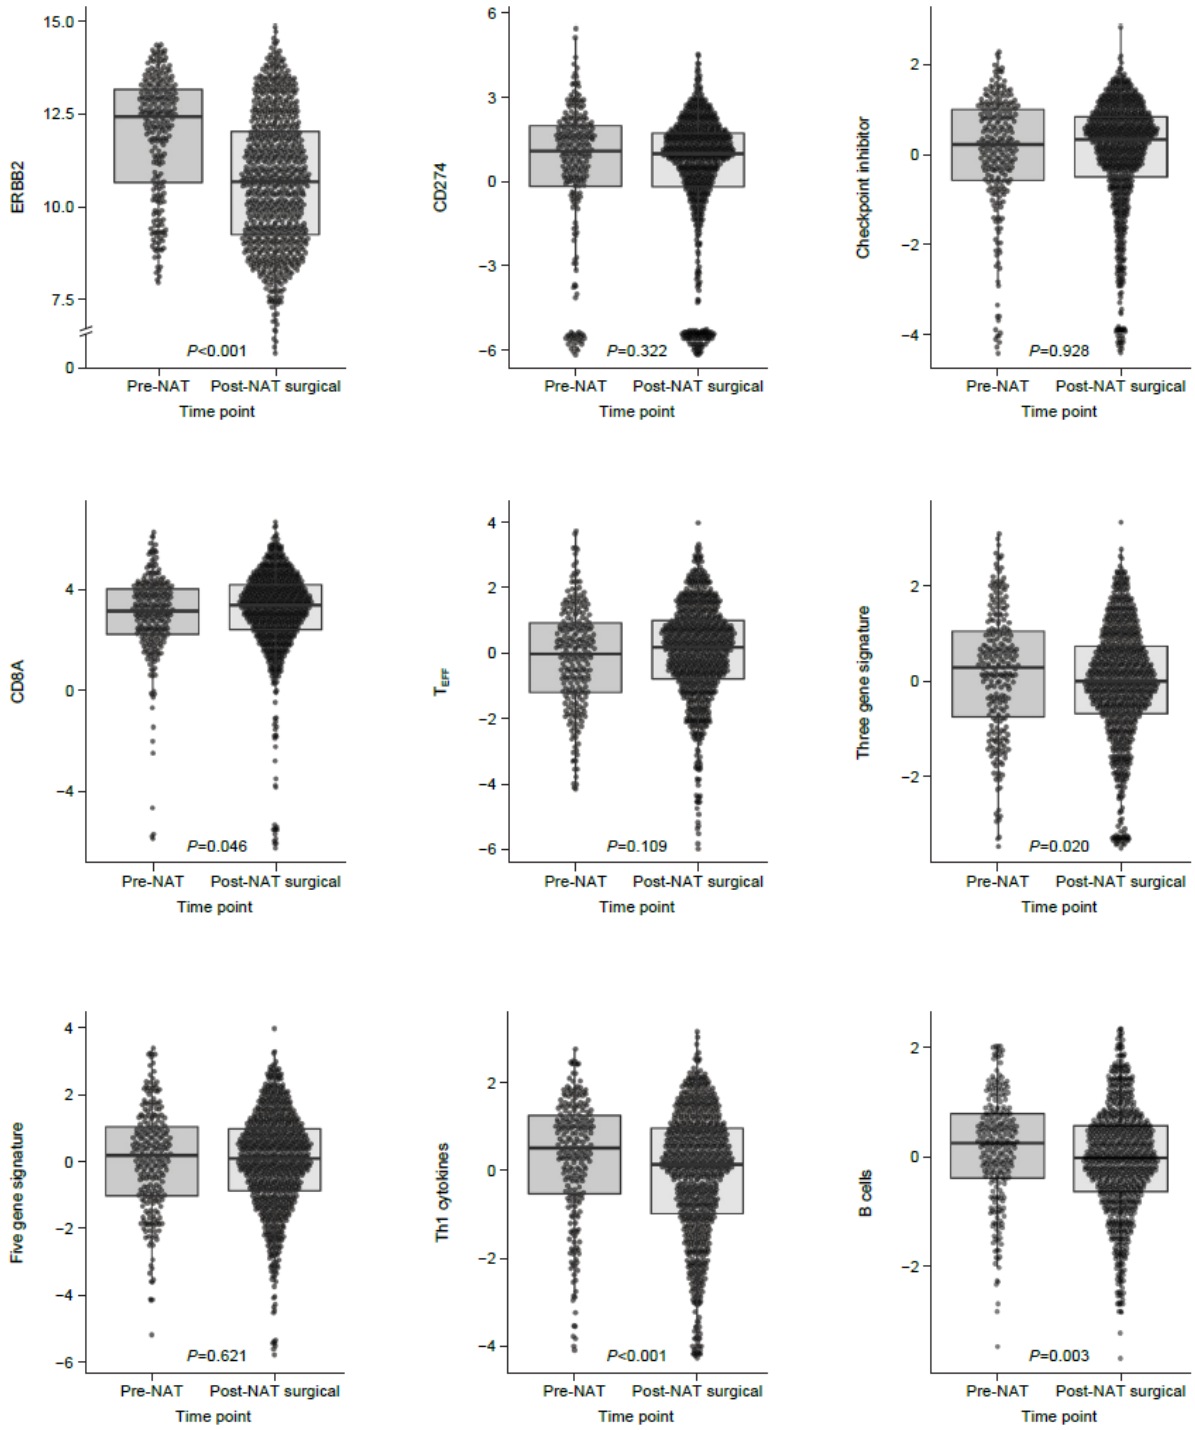 ERBB2
15.0
12.5
10.0
7.5
0
P<0.001
Pre-NAT Post-NAT surgical
Time point
CD274
6
3
0
−3
−6
P=0.322
Pre-NAT Post-NAT surgical
Time point
Checkpoint inhibitor
2
0
−2
−4
P=0.928
Pre-NAT Post-NAT surgical
Time point
CD8A
4
0
−4
P=0.046
Pre-NAT Post-NAT surgical
Time point
TEFF
4
2
0
−2
−4
−6
P=0.109
Pre-NAT Post-NAT surgical
Time point
Three gene signature
2
0
−2
P=0.020
Pre-NAT Post-NAT surgical
Time point
Five gene signature
4
2
0
−2
−4
−6
P=0.621
Pre-NAT Post-NAT surgical
Time point
Th1 cytokines
2
0
−2
−4
P<0.001
Pre-NAT Post-NAT surgical
Time point
B cells
2
0
−2
P=0.003
Pre-NAT Post-NAT surgical
Time point